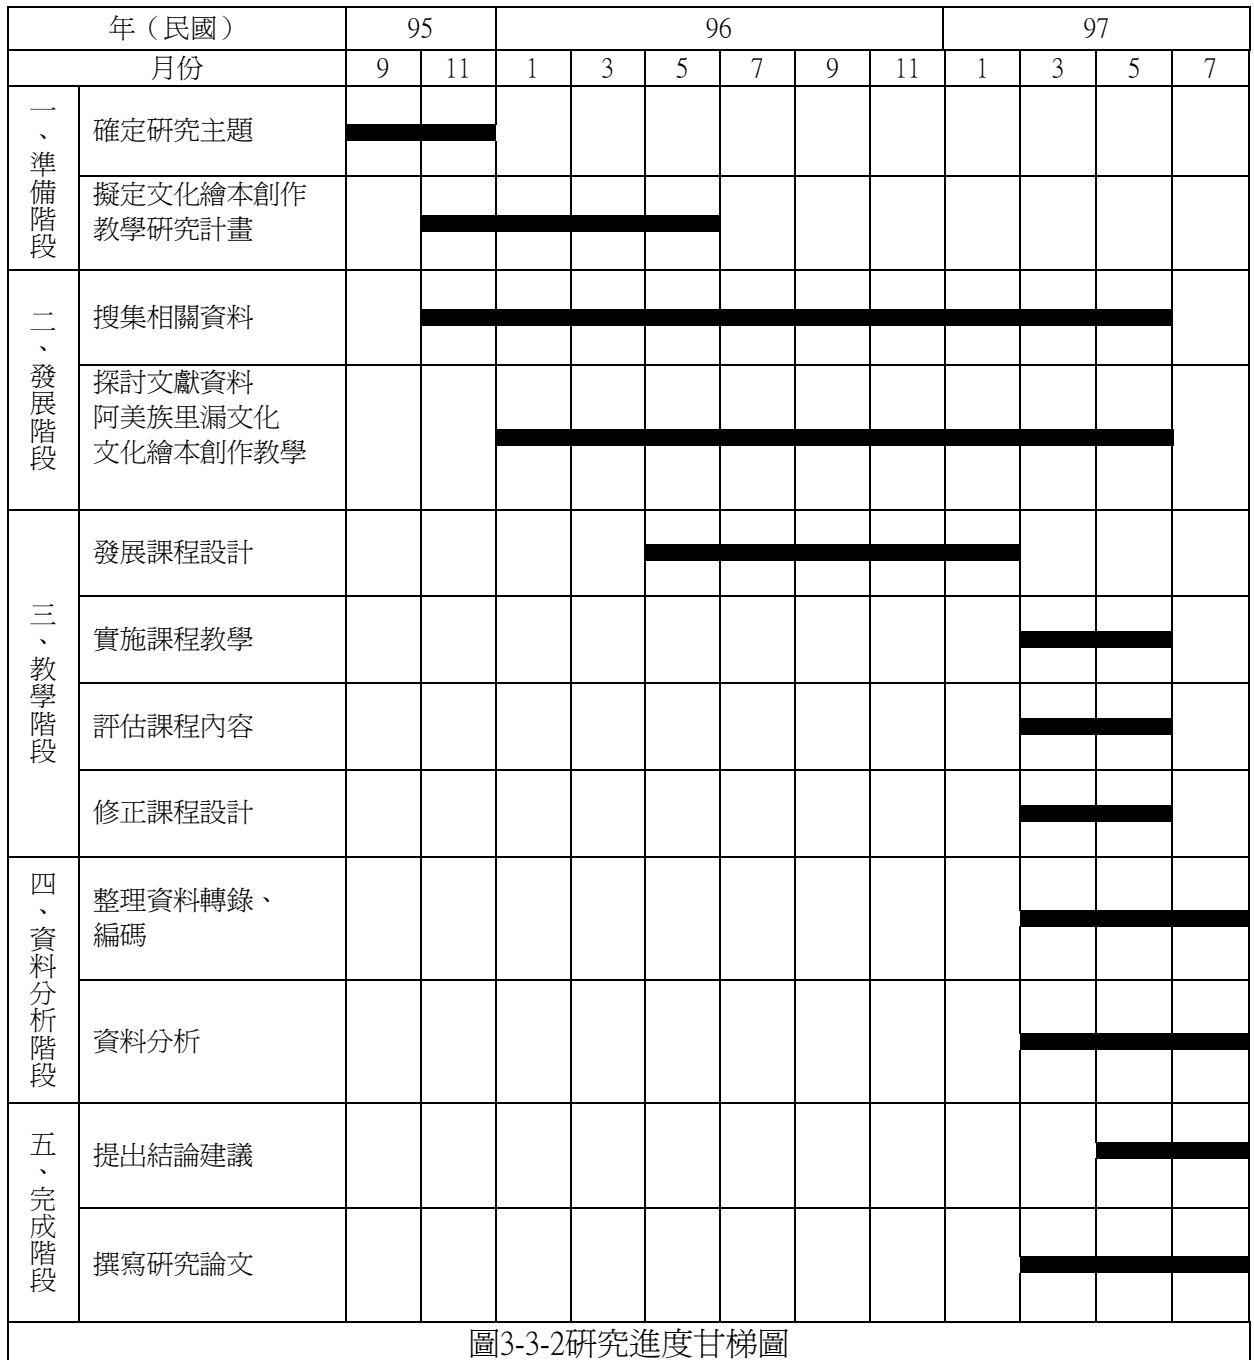 年（民國） 95 96 97
月份 9 11 1 3 5 7 9 11 1 3 5 7
一、準備階段
確定研究主題
擬定文化繪本創作
教學研究計畫
二、發展階段
搜集相關資料
探討文獻資料
阿美族里漏文化
文化繪本創作教學
三、教學階段
發展課程設計
實施課程教學
評估課程內容
修正課程設計
四、資料分析階段
整理資料轉錄、
編碼
資料分析
五、完成階段
提出結論建議
撰寫研究論文
圖3-3-2研究進度甘梯圖